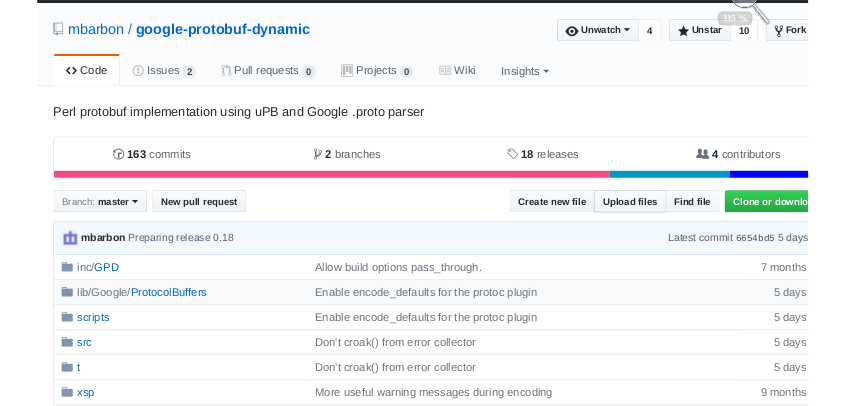 mbarbon / google-protobuf-dynamic
115 %
Unwatch 4 Unstar 10 Fork
Code Issues 2 Pull requests 0 Projects 0 Wiki Insights
Perl protobuf implementation using uPB and Google .proto parser
163 commits 2 branches 18 releases 4 contributors
Branch: master New pull request Create new file Upload files Find file Clone or downlo
mbarbon Preparing release 0.18 Latest commit 6654bd5 5 days
inc/GPD Allow build options pass_through. 7 months
lib/Google/ProtocolBuffers Enable encode_defaults for the protoc plugin 5 days
scripts Enable encode_defaults for the protoc plugin 5 days
src Don't croak() from error collector 5 days
t Don't croak() from error collector 5 days
xsp More useful warning messages during encoding 9 months